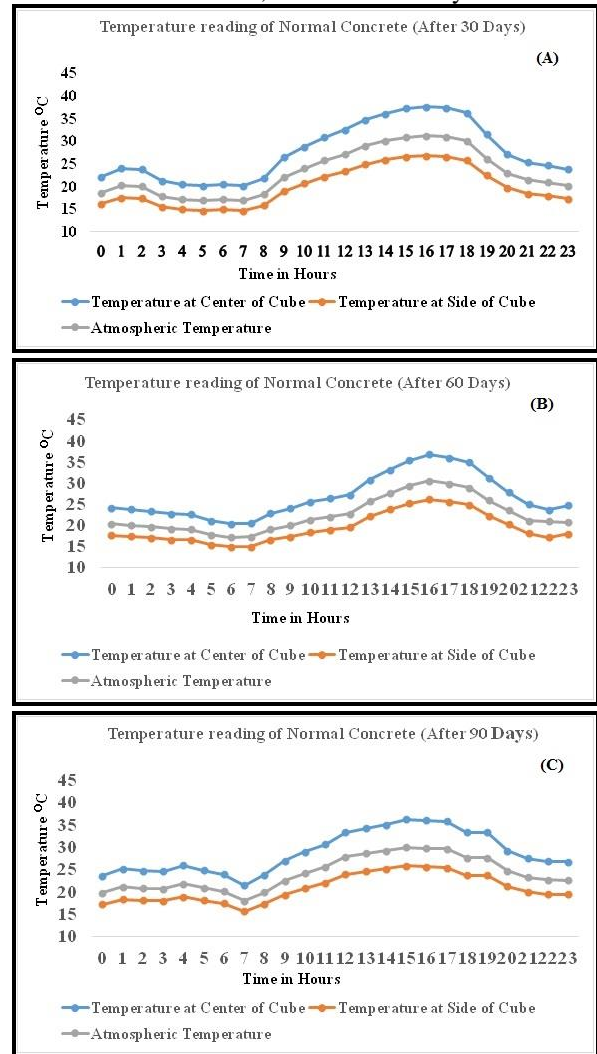 Temperature reading of Normal Concrete (After 30 Days)
(A)
45
40
35
30
25
20
15
10
Temperature ᴼC
0 1 2 3 4 5 6 7 8 9 10 11 12 13 14 15 16 17 18 19 20 21 22 23
Time in Hours
Temperature at Center of Cube Temperature at Side of Cube
Atmospheric Temperature
Temperature reading of Normal Concrete (After 60 Days)
(B)
45
40
35
30
25
20
15
10
Temperature ᴼC
0 1 2 3 4 5 6 7 8 9 10 11 12 13 14 15 16 17 18 19 20 21 22 23
Time in Hours
Temperature at Center of Cube Temperature at Side of Cube
Atmospheric Temperature
Temperature reading of Normal Concrete (After 90 Days)
(C)
45
40
35
30
25
20
15
10
Temperature ᴼC
0 1 2 3 4 5 6 7 8 9 10 11 12 13 14 15 16 17 18 19 20 21 22 23
Time in Hours
Temperature at Center of Cube Temperature at Side of Cube
Atmospheric Temperature